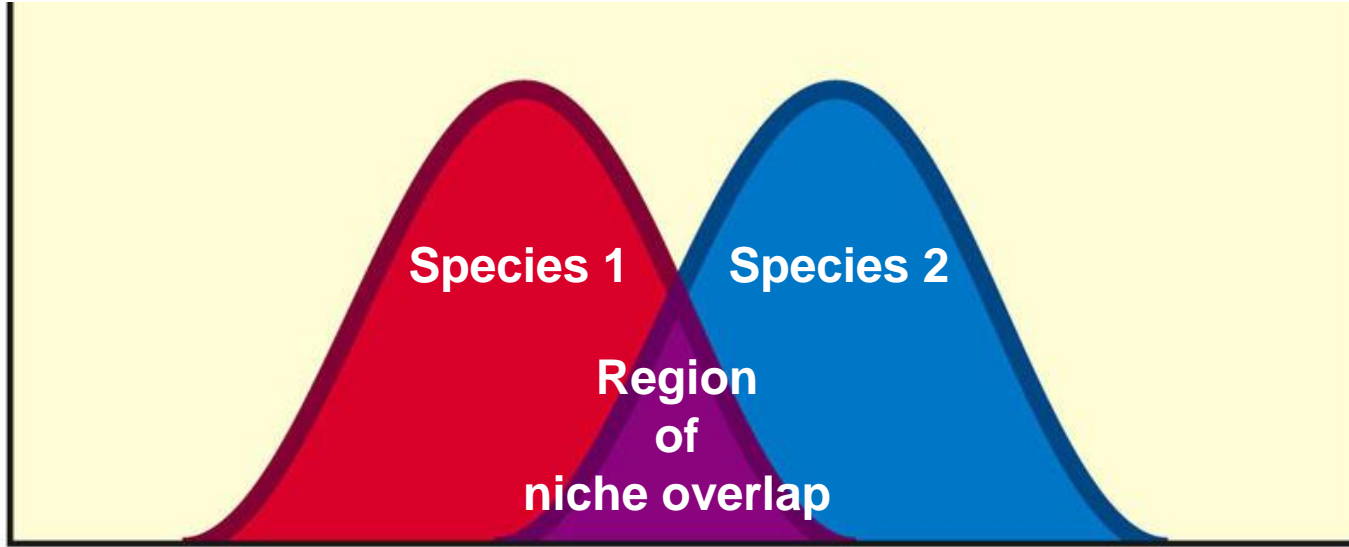 Species 1
Species 2
Region
of
niche overlap